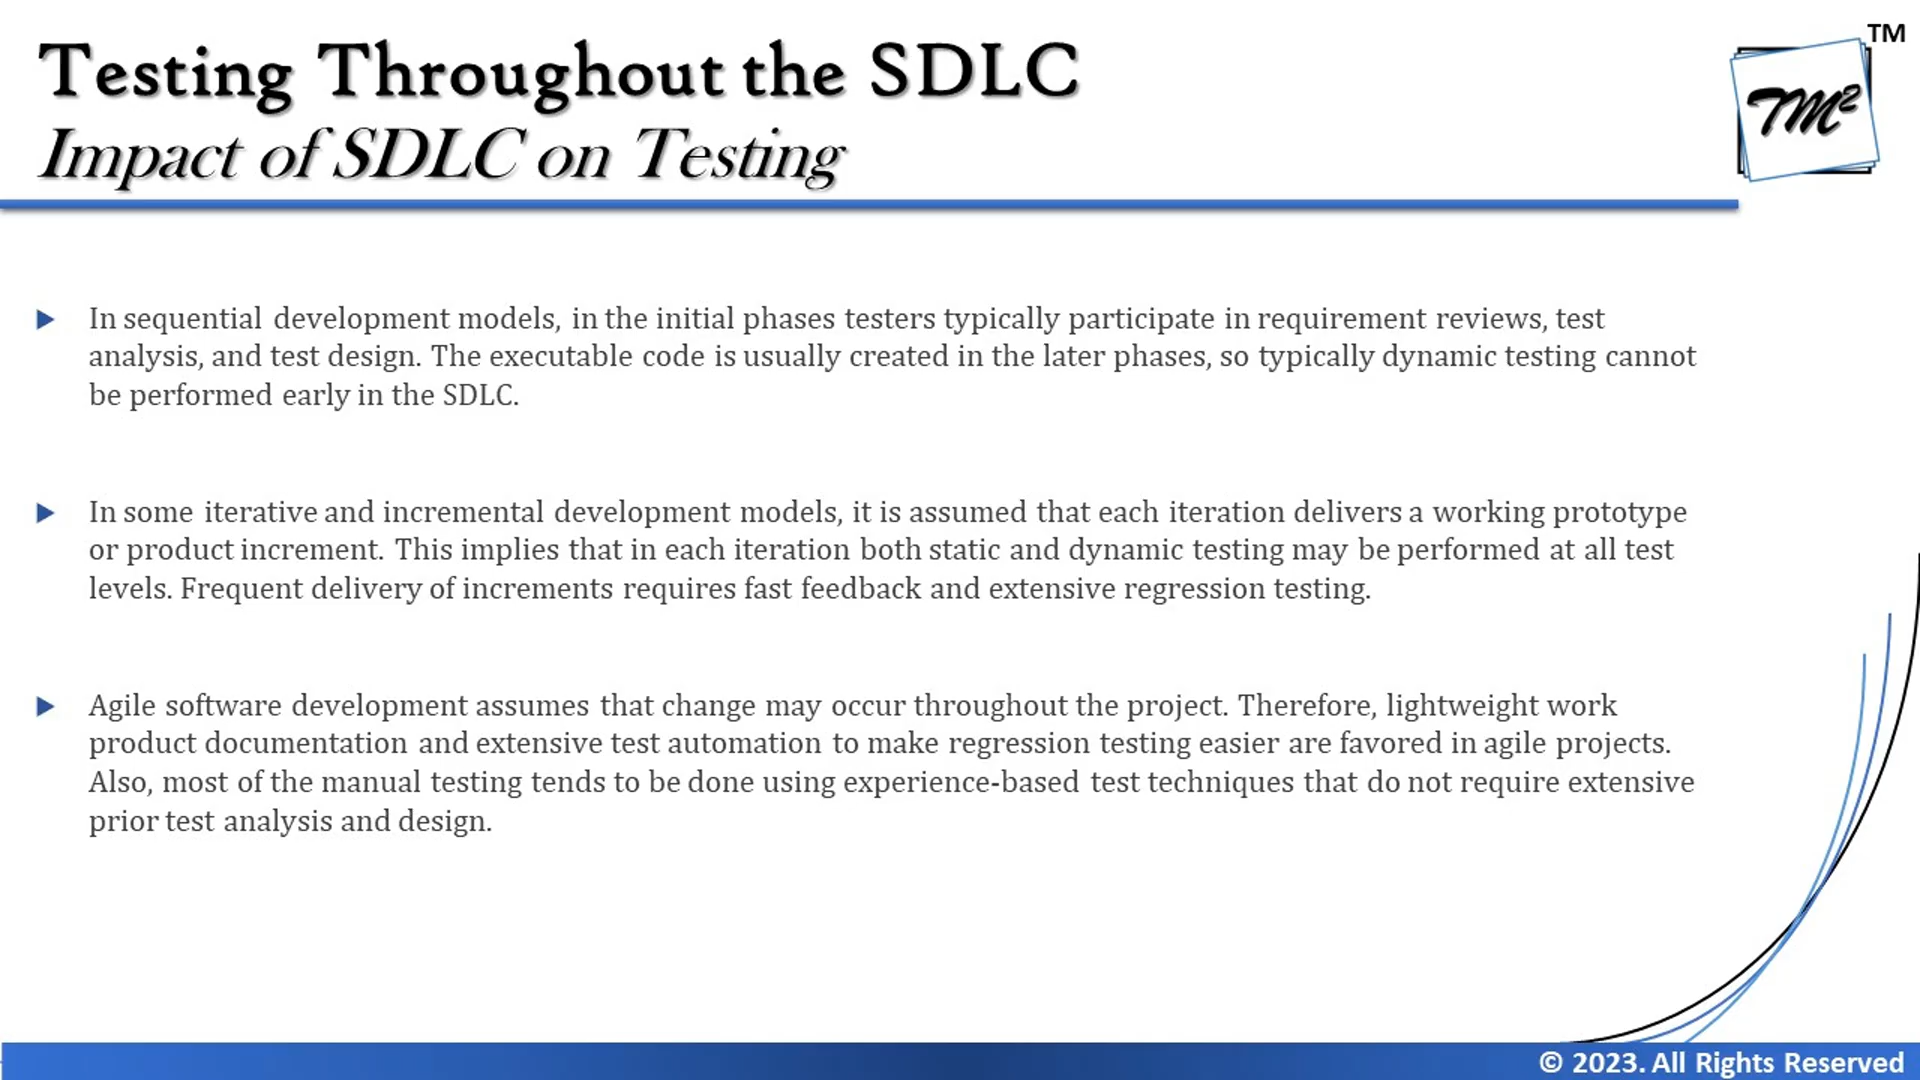 Testing Throughout the SDLC
TM
Impact of SDLC on Testing
TM2
In sequential development models, in the initial phases testers typically participate in requirement reviews, test
analysis, and test design. The executable code is usually created in the later phases, so typically dynamic testing cannot
be performed early in the SDLC.
In some iterative and incremental development models, it is assumed that each iteration delivers a working prototype
or product increment. This implies that in each iteration both static and dynamic testing may be performed at all test
levels. Frequent delivery of increments requires fast feedback and extensive regression testing.
Agile software development assumes that change may occur throughout the project. Therefore, lightweight work
product documentation and extensive test automation to make regression testing easier are favored in agile projects.
Also, most of the manual testing tends to be done using experience-based test techniques that do not require extensive
prior test analysis and design.
© 2023. All Rights Reserved